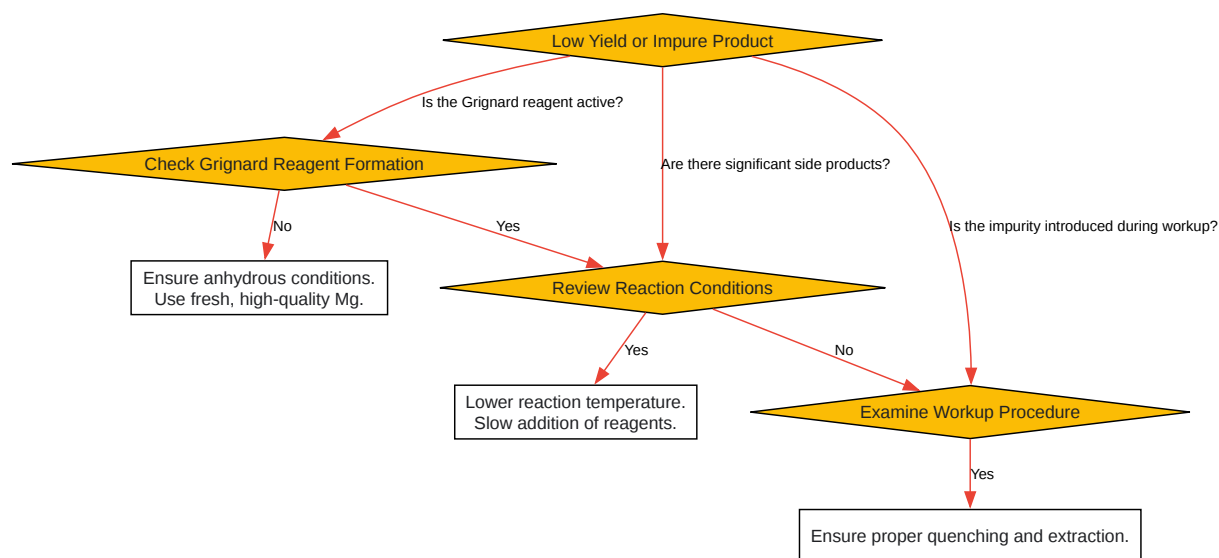 Low Yield or Impure Product
Is the Grignard reagent active?
Check Grignard Reagent Formation
Are there significant side products?
No
Yes
Is the impurity introduced during workup?
Ensure anhydrous conditions.
Use fresh, high-quality Mg.
Review Reaction Conditions
Yes
No
Lower reaction temperature.
Slow addition of reagents.
Examine Workup Procedure
Yes
Ensure proper quenching and extraction.